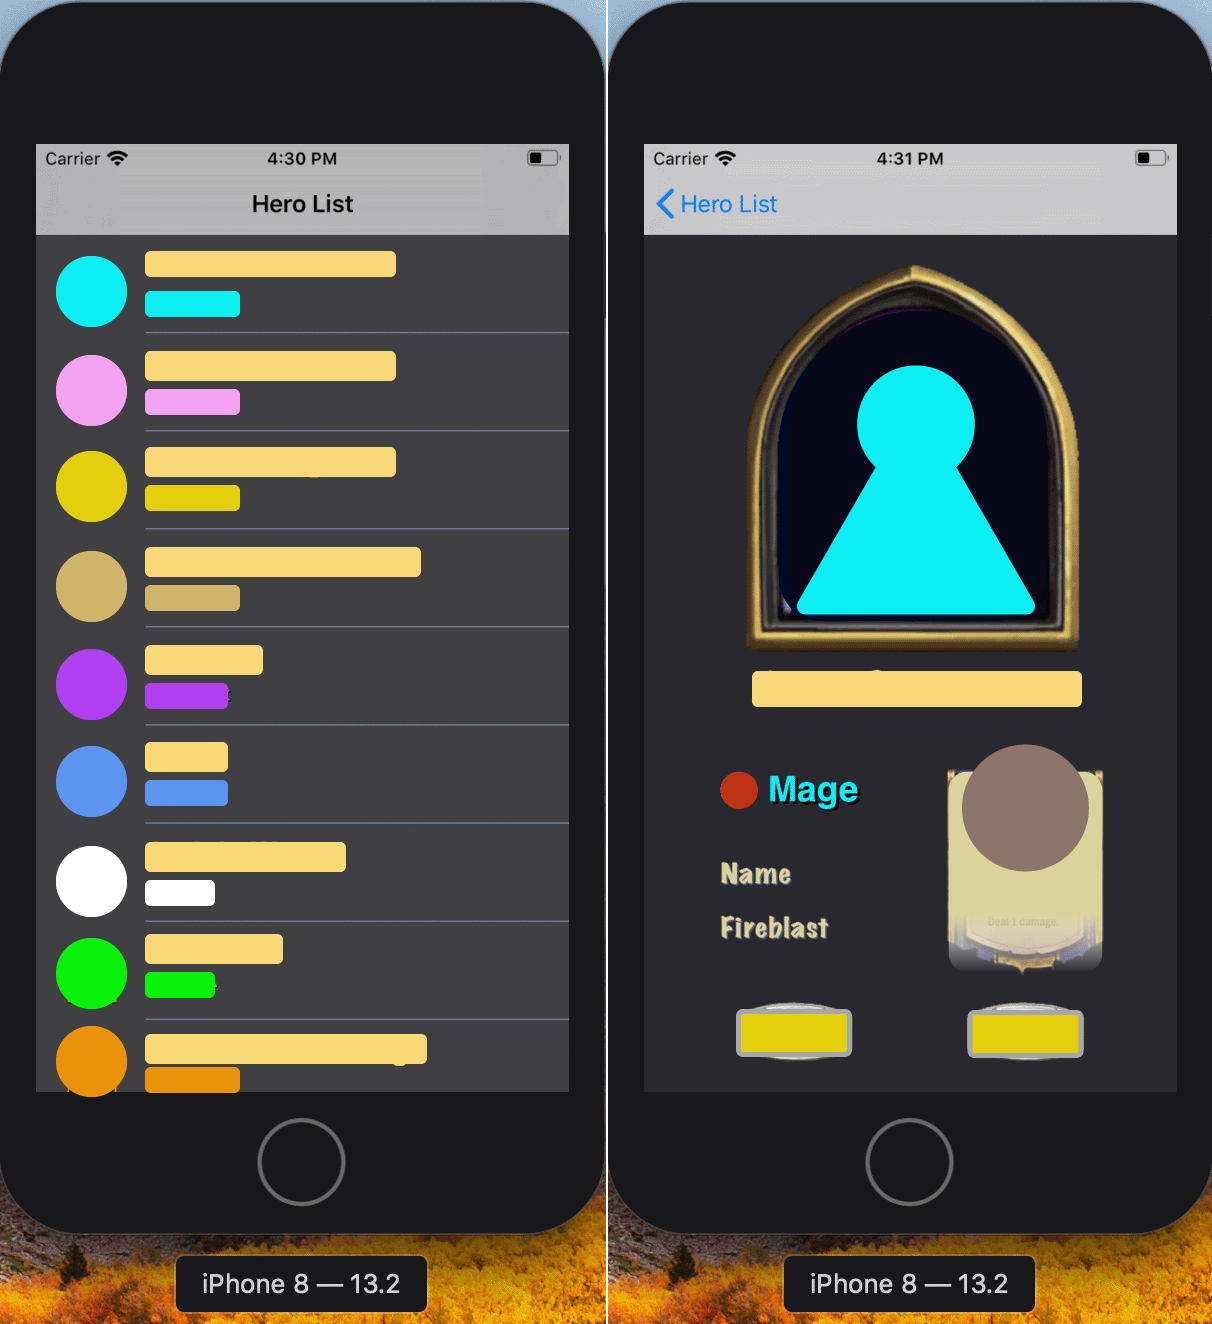 Carrier
4:30 PM
Hero List
iPhone 8 — 13.2
Carrier
4:31 PM
Hero List
Mage
Name
Fireblast
Deal 1 damage.
iPhone 8 — 13.2